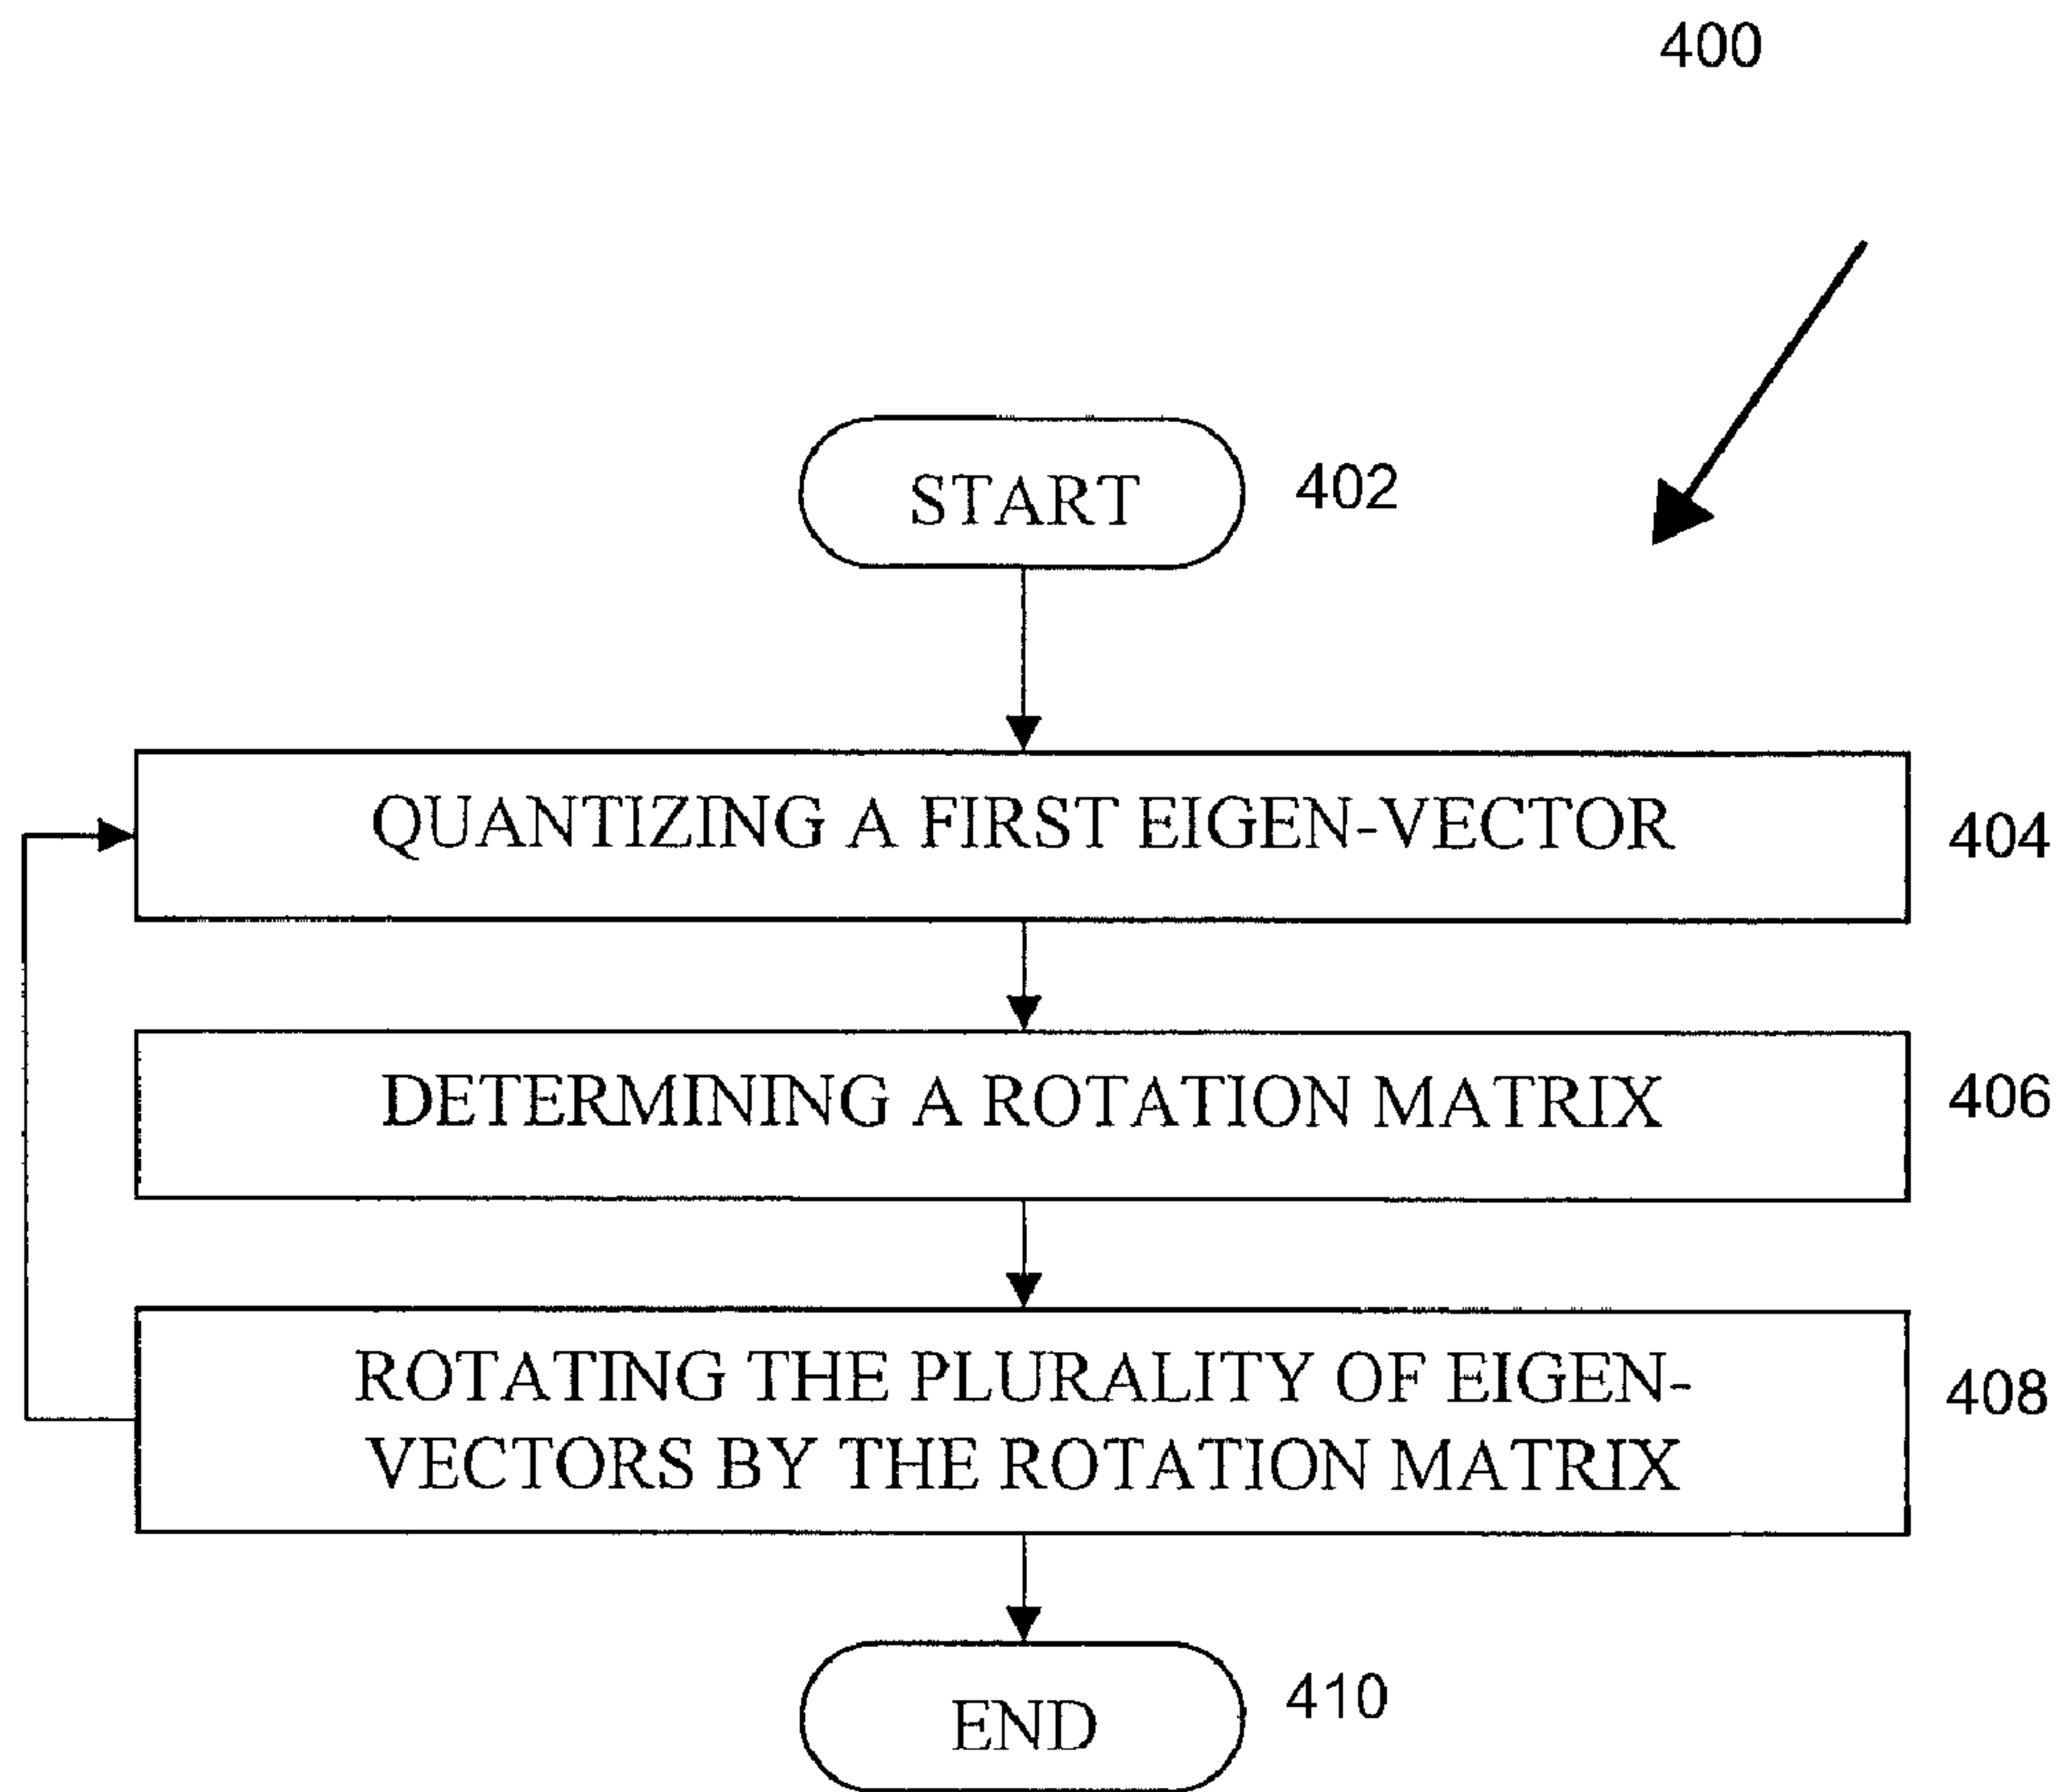 400
START
402
QUANTIZING A FIRST EIGEN-VECTOR
404
DETERMINING A ROTATION MATRIX
406
ROTATING THE PLURALITY OF EIGEN-
VECTORS BY THE ROTATION MATRIX
408
END
410